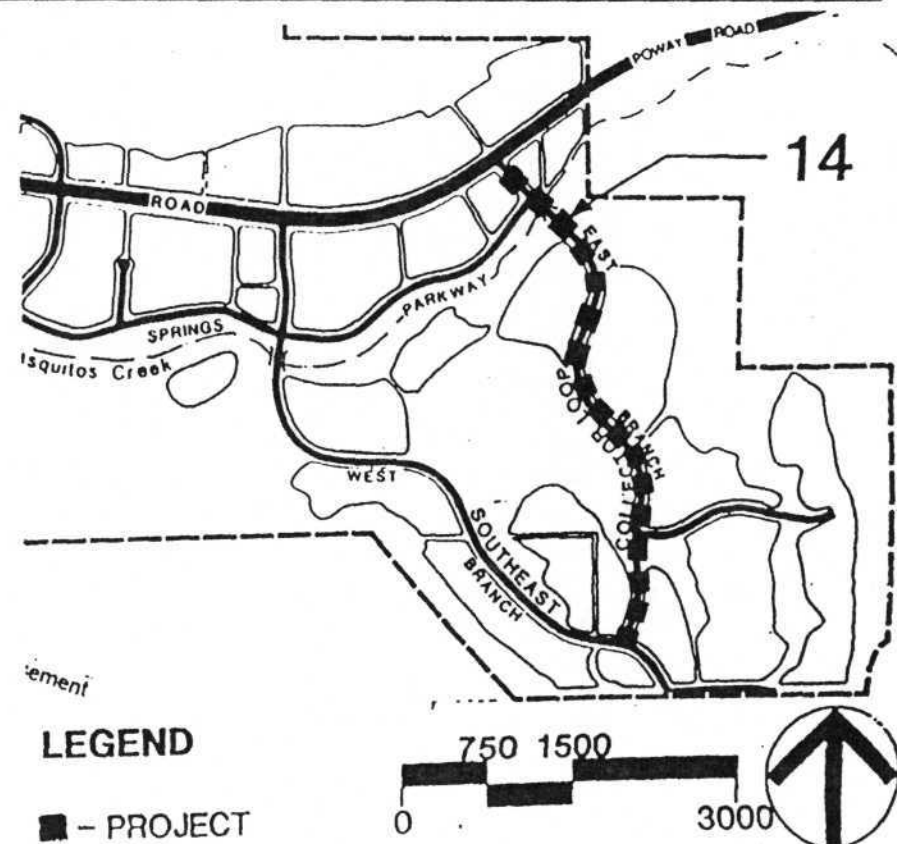 POWAY ROAD
14
ROAD
EAST
PARKWAY
SPRINGS
squitos Creek
LOOP
BRANCH
WEST
COLLECTOR
SOUTHEAST
BRANCH
ement
LEGEND
750 1500
0 3000
- PROJECT